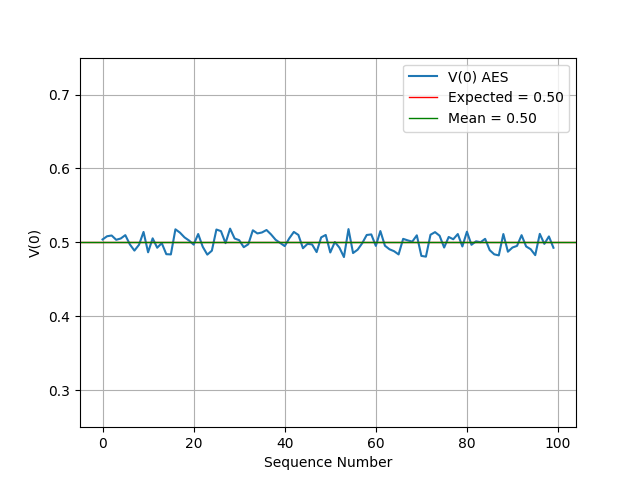 V(0) AES
Expected = 0.50
Mean = 0.50
0.7
0.6
0.5
0.4
0.3
V(0)
0 20 40 60 80 100
Sequence Number